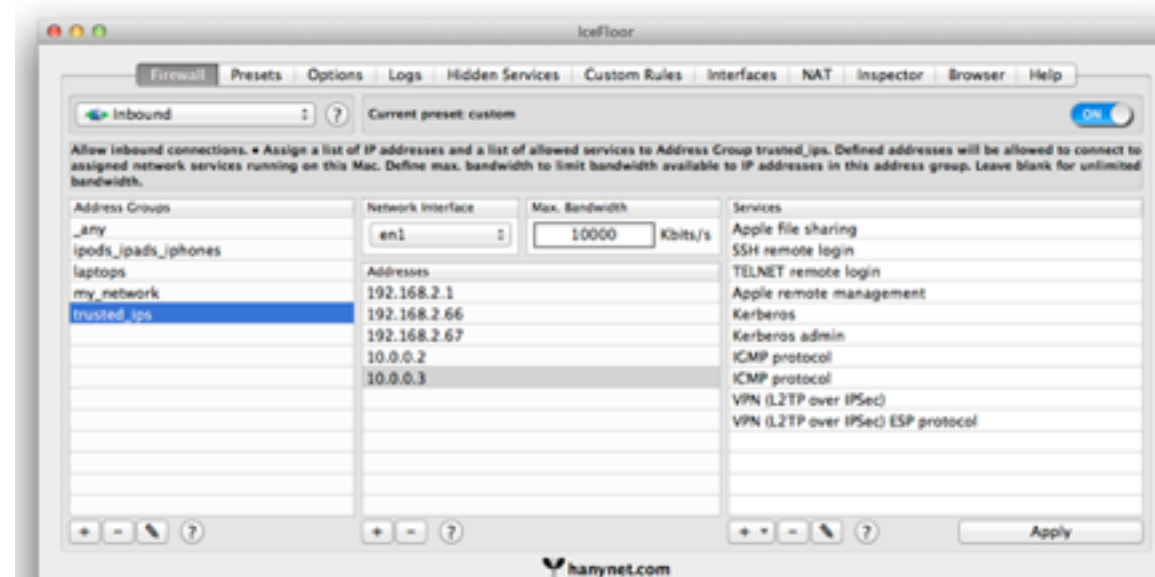 IceFloor
Firewall Presets Options Logs Hidden Services Custom Rules Interfaces NAT Inspector Browser Help
Inbound ? Current preset: custom ON
Allow inbound connections. • Assign a list of IP addresses and a list of allowed services to Address Group trusted_ips. Defined addresses will be allowed to connect to
assigned network services running on this Mac. Define max. bandwidth to limit bandwidth available to IP addresses in this address group. Leave blank for unlimited
bandwidth.
Address Groups
_any
ipods_ipads_iphones
laptops
my_network
trusted_ips
+ - ?
Network Interface
en1
Max. Bandwidth
10000 Kbits/s
Addresses
192.168.2.1
192.168.2.66
192.168.2.67
10.0.0.2
10.0.0.3
+ - ?
Services
Apple file sharing
SSH remote login
TELNET remote login
Apple remote management
Kerberos
Kerberos admin
IGMP protocol
ICMP protocol
VPN (L2TP over IPSec)
VPN (L2TP over IPSec) ESP protocol
+ - ? Apply
hanynet.com